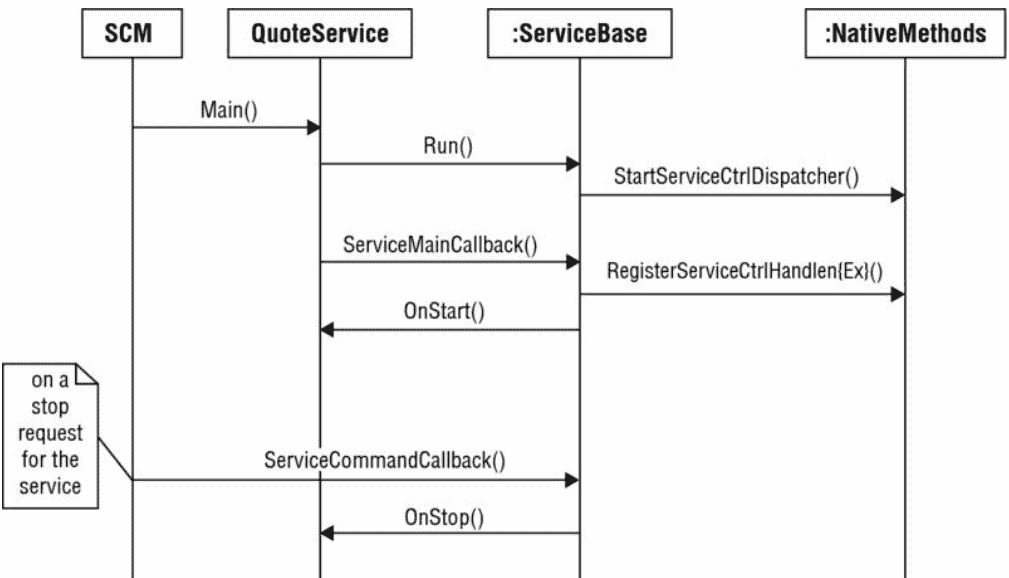 SCM
QuoteService
:ServiceBase
:NativeMethods
Main()
Run()
StartServiceCtrlDispatcher()
ServiceMainCallback()
RegisterServiceCtrlHandlen{Ex}()
OnStart()
on a
stop
request
for the
service
ServiceCommandCallback()
OnStop()